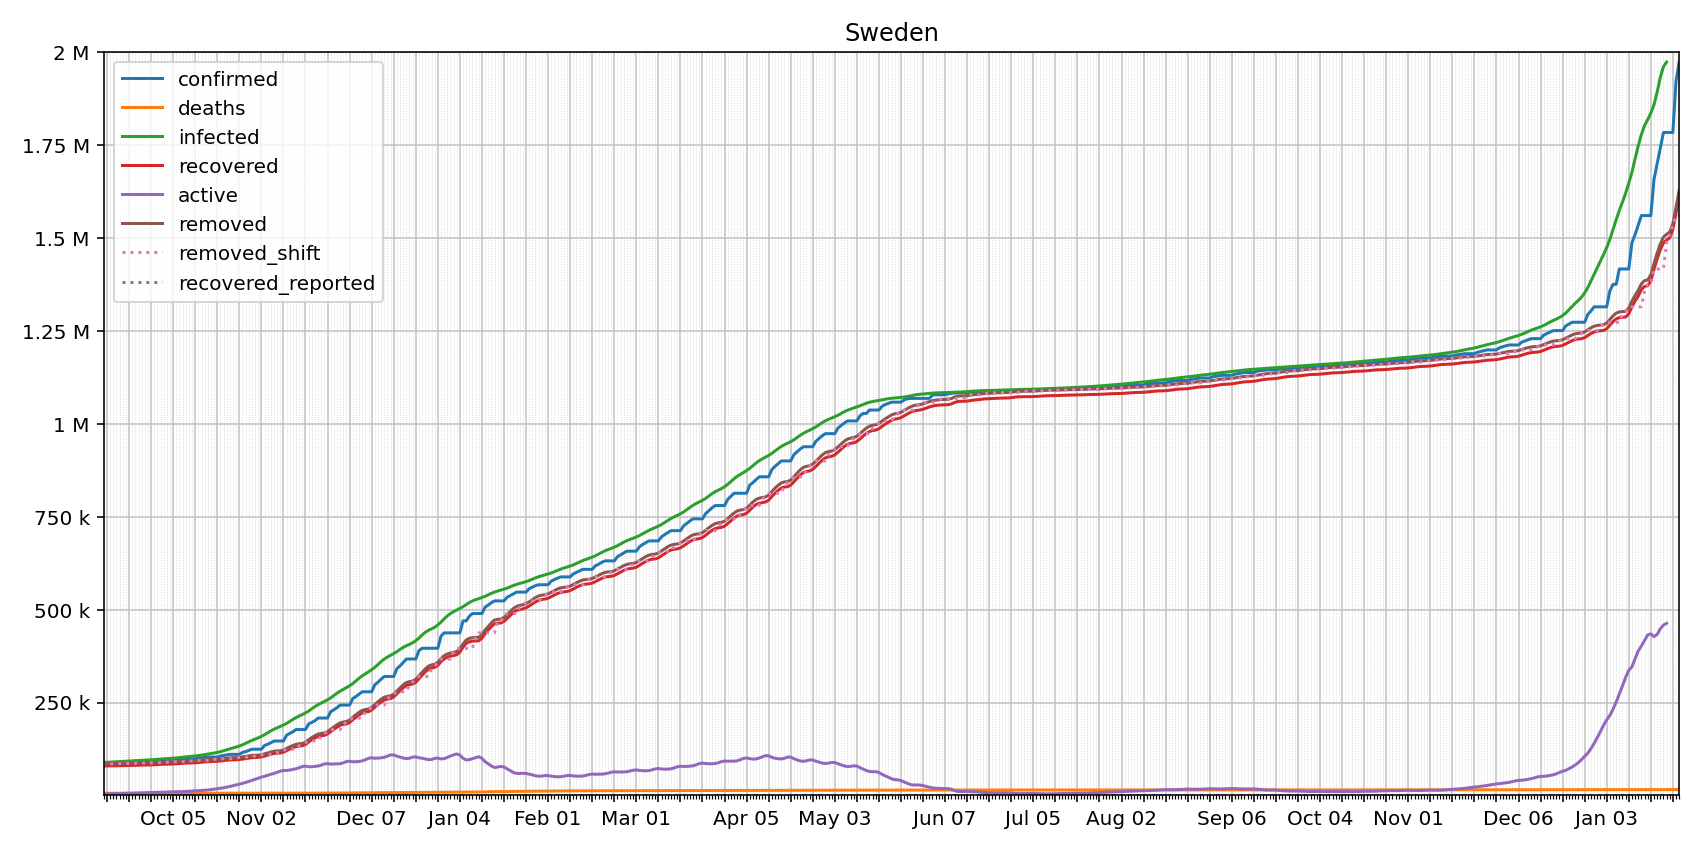 Sweden
2 M
1.75 M
1.5 M
1.25 M
1 M
750 k
500 k
250 k
confirmed
deaths
infected
recovered
active
removed
removed_shift
recovered_reported
Oct 05 Nov 02 Dec 07 Jan 04 Feb 01 Mar 01 Apr 05 May 03 Jun 07 Jul 05 Aug 02 Sep 06 Oct 04 Nov 01 Dec 06 Jan 03